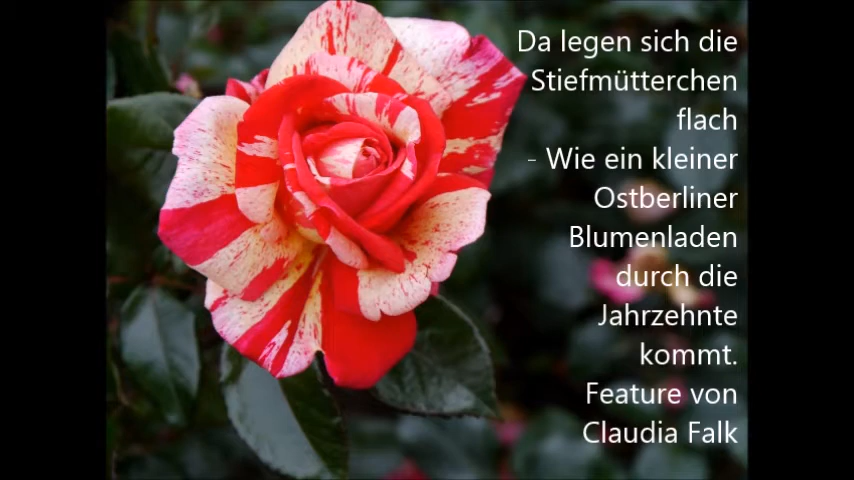 Da legen sich die
Stiefmütterchen
flach
- Wie ein kleiner
Ostberliner
Blumenladen
durch die
Jahrzehnte
kommt.
Feature von
Claudia Falk